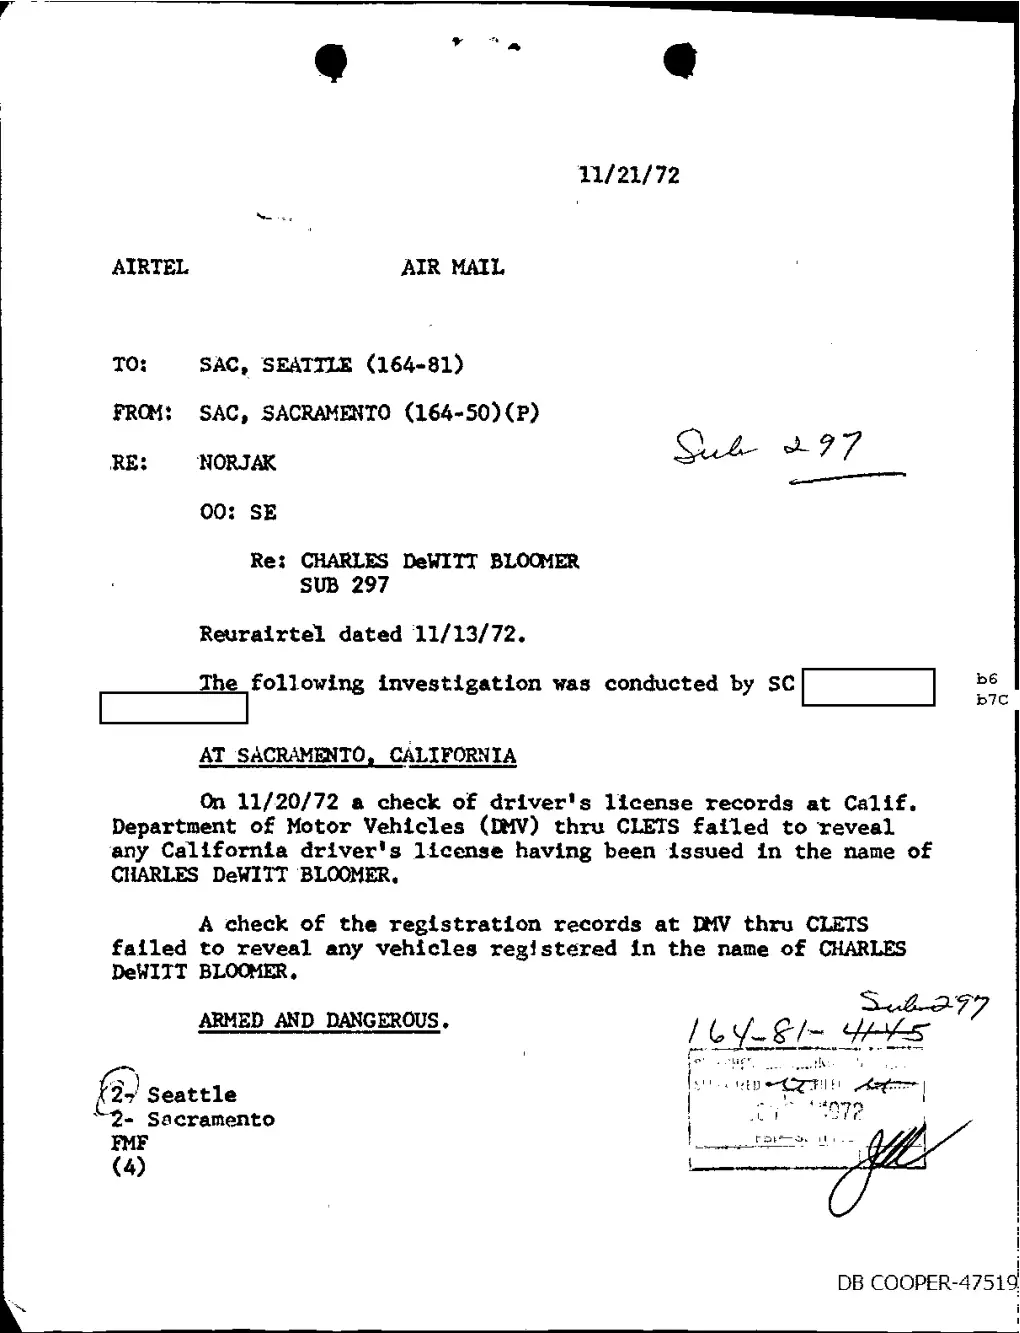 11/21/72
AIRTEL AIR MAIL
TO: SAC, SEATTLE (164-81)
FROM: SAC, SACRAMENTO (164-50)(P)
Sub 297
RE: NORJAK
OO: SE
Re: CHARLES DeWITT BLOOMER
SUB 297
Reurairtel dated 11/13/72.
The following investigation was conducted by SC
b6
b7C
AT SACRAMENTO, CALIFORNIA
On 11/20/72 a check of driver's license records at Calif.
Department of Motor Vehicles (DMV) thru CLETS failed to reveal
any California driver's license having been issued in the name of
CHARLES DeWITT BLOOMER.
A check of the registration records at DMV thru CLETS
failed to reveal any vehicles registered in the name of CHARLES
DeWITT BLOOMER.
ARMED AND DANGEROUS.
Sub 297
164-81-4145
2- Seattle
2- Sacramento
FMF
(4)
DB COOPER-47519